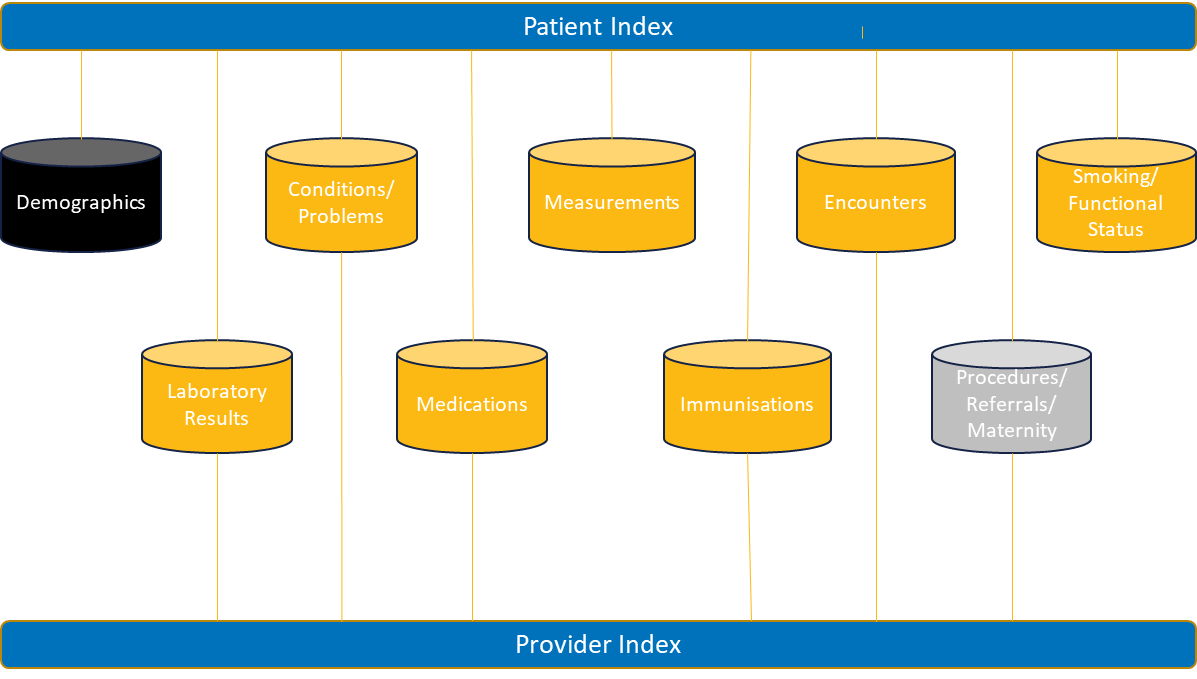 Patient Index
Demographics
Conditions/
Problems
Measurements
Encounters
Smoking/
Functional
Status
Laboratory
Results
Medications
Immunisations
Procedures/
Referrals/
Maternity
Provider Index